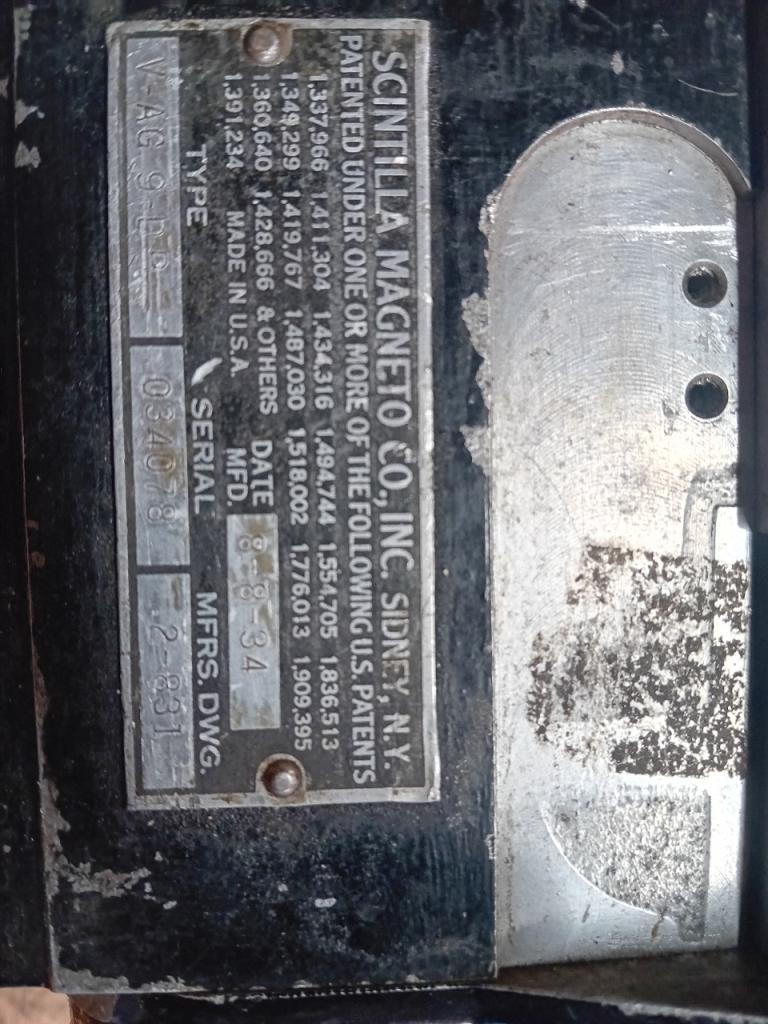 SCINTILLA MAGNETO CO., INC. SIDNEY, N.Y.
PATENTED UNDER ONE OR MORE OF THE FOLLOWING U.S. PATENTS
1,337,966 1,411,304 1,434,316 1,494,744 1,554,705 1,836,513
1,349,299 1,419,767 1,487,030 1,518,002 1,776,013 1,909,395
1,360,640 1,428,666 & OTHERS DATE 8-8-34
1,391,234 MADE IN U.S.A. MFD.
TYPE SERIAL MFRS. DWG.
034078 2-831